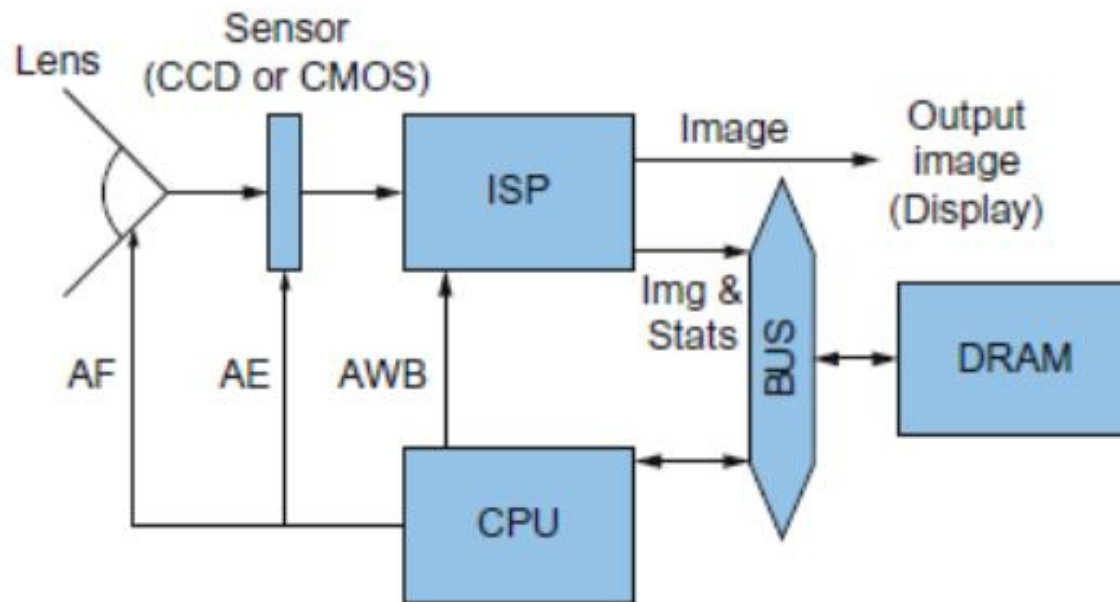 Lens
Sensor
(CCD or CMOS)
ISP
Image
Output
image
(Display)
Img &
Stats
BUS
DRAM
AF
AE
AWB
CPU